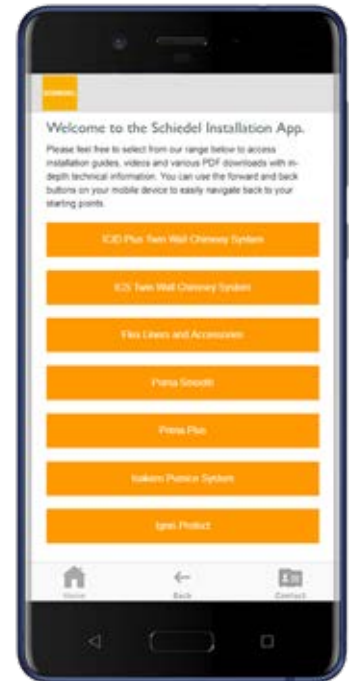 SCHIEDEL
Welcome to the Schiedel Installation App.
Please feel free to select from our range below to access
installation guides, videos and various PDF downloads with in-
depth technical information. You can use the forward and back
buttons on your mobile device to easily navigate back to your
starting points.
ICID Plus Twin Wall Chimney System
ICS Twin Wall Chimney System
Flex Liners and Accessories
Prima Smooth
Prima Plus
Isokern Pumice System
Igniis Protect
Home
Back
Contact